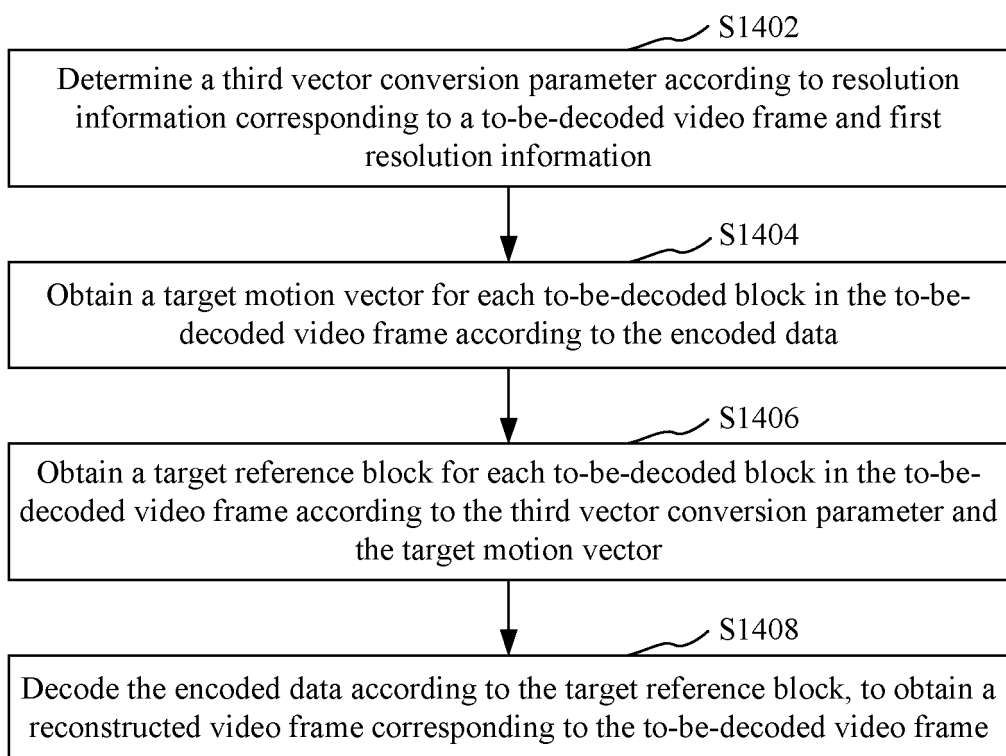 S1402
Determine a third vector conversion parameter according to resolution
information corresponding to a to-be-decoded video frame and first
resolution information
S1404
Obtain a target motion vector for each to-be-decoded block in the to-be-
decoded video frame according to the encoded data
S1406
Obtain a target reference block for each to-be-decoded block in the to-be-
decoded video frame according to the third vector conversion parameter and
the target motion vector
S1408
Decode the encoded data according to the target reference block, to obtain a
reconstructed video frame corresponding to the to-be-decoded video frame